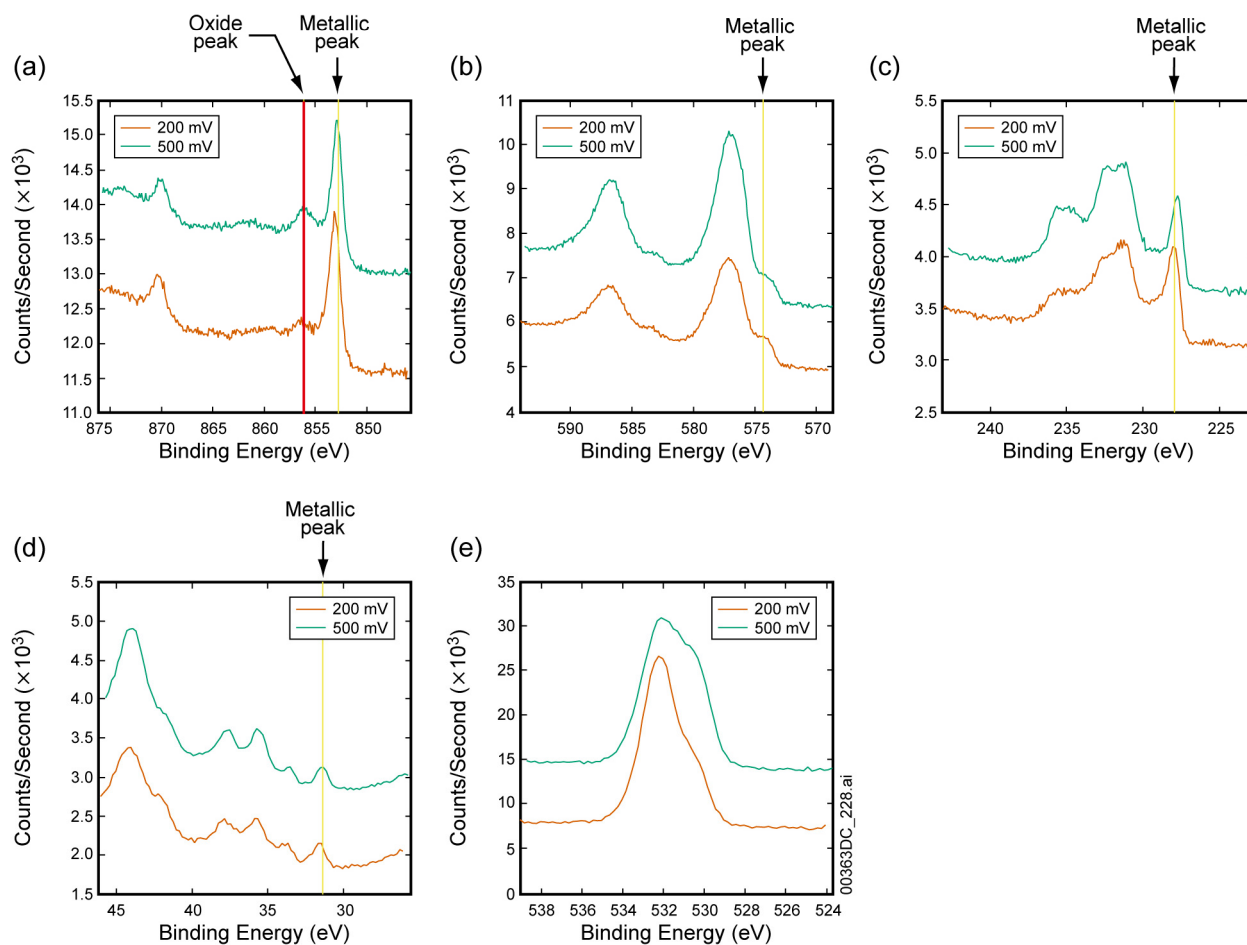 Oxide
peak
Metallic
peak
(a)
15.5
15.0
14.5
14.0
13.5
13.0
12.5
12.0
11.5
11.0
200 mV
500 mV
875 870 865 860 855 850
Counts/Second (×10³)
Binding Energy (eV)
Metallic
peak
(b)
11
10
9
8
7
6
5
4
200 mV
500 mV
590 585 580 575 570
Counts/Second (×10³)
Binding Energy (eV)
Metallic
peak
(c)
5.5
5.0
4.5
4.0
3.5
3.0
2.5
200 mV
500 mV
240 235 230 225
Counts/Second (×10³)
Binding Energy (eV)
Metallic
peak
(d)
5.5
5.0
4.5
4.0
3.5
3.0
2.5
2.0
1.5
200 mV
500 mV
45 40 35 30
Counts/Second (×10³)
Binding Energy (eV)
(e)
35
30
25
20
15
10
5
0
200 mV
500 mV
538 536 534 532 530 528 526 524
Counts/Second (×10³)
Binding Energy (eV)
00363DC_228.ai